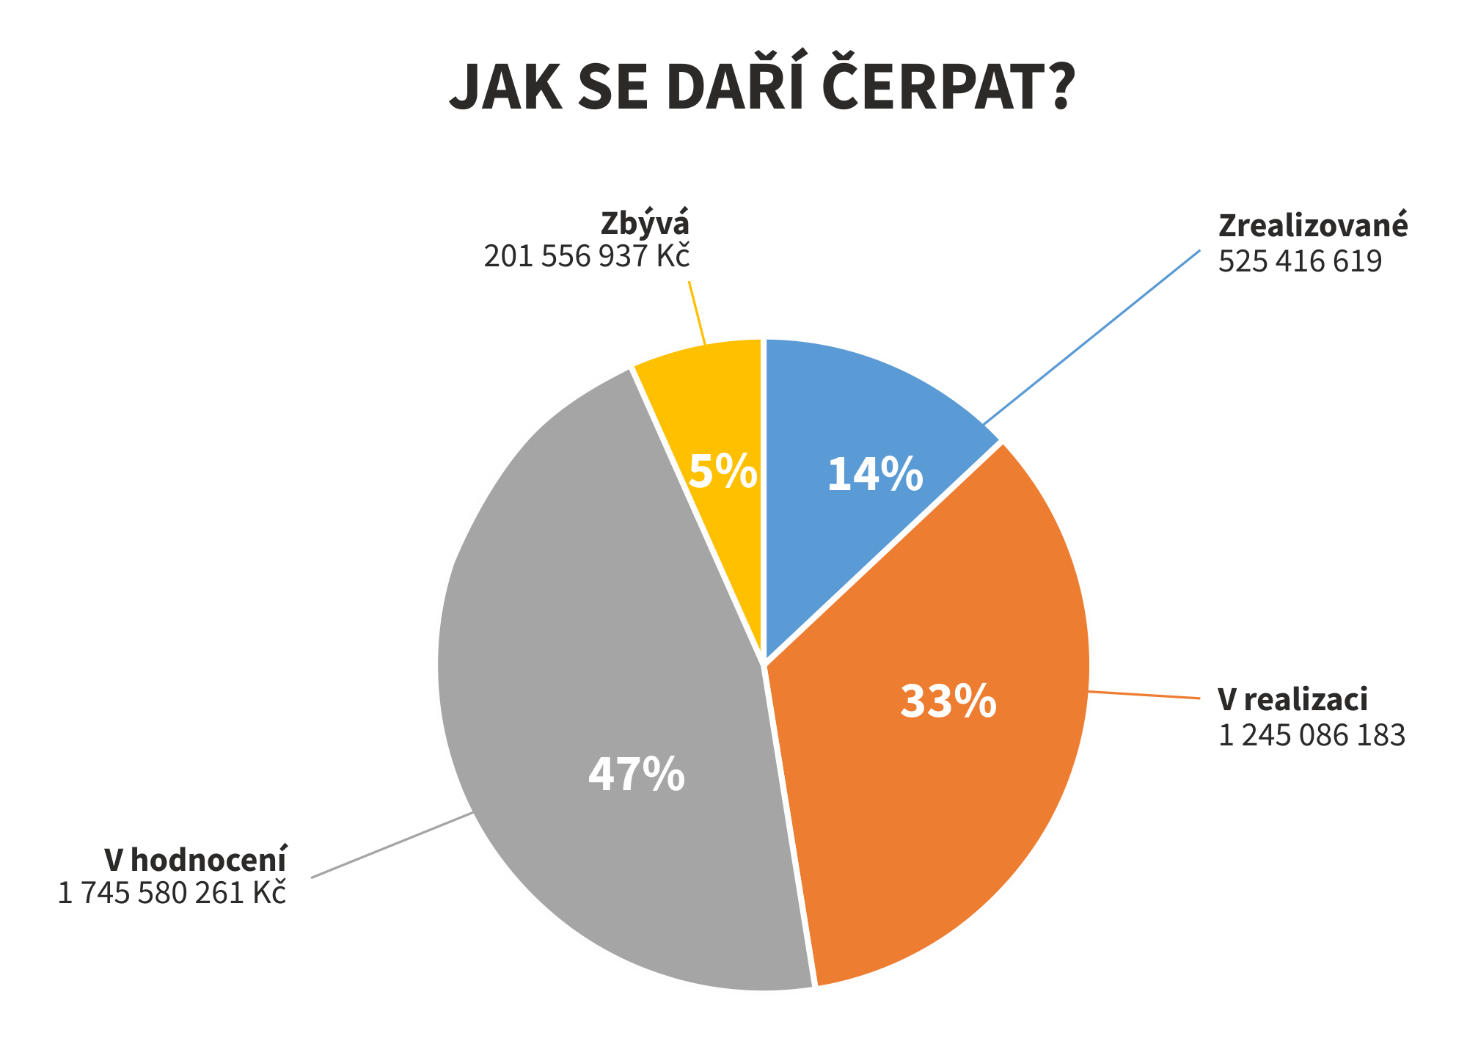 JAK SE DAŘÍ ČERPAT?
Zbývá
201 556 937 Kč
Zrealizované
525 416 619
5%
14%
33%
V realizaci
1 245 086 183
47%
V hodnocení
1 745 580 261 Kč